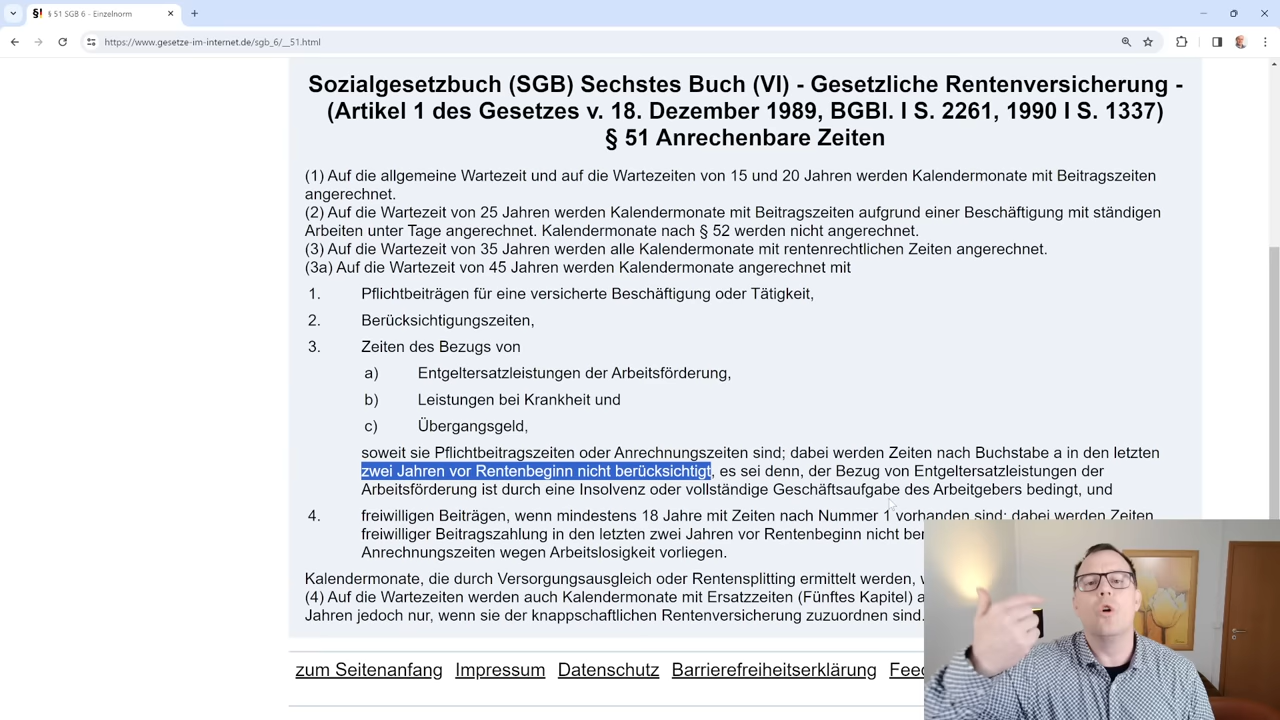 § 51 SGB 6 - Einzelnorm
https://www.gesetze-im-internet.de/sgb_6/__51.html
Sozialgesetzbuch (SGB) Sechstes Buch (VI) - Gesetzliche Rentenversicherung -
(Artikel 1 des Gesetzes v. 18. Dezember 1989, BGBl. I S. 2261, 1990 I S. 1337)
§ 51 Anrechenbare Zeiten
(1) Auf die allgemeine Wartezeit und auf die Wartezeiten von 15 und 20 Jahren werden Kalendermonate mit Beitragszeiten
angerechnet.
(2) Auf die Wartezeit von 25 Jahren werden Kalendermonate mit Beitragszeiten aufgrund einer Beschäftigung mit ständigen
Arbeiten unter Tage angerechnet. Kalendermonate nach § 52 werden nicht angerechnet.
(3) Auf die Wartezeit von 35 Jahren werden alle Kalendermonate mit rentenrechtlichen Zeiten angerechnet.
(3a) Auf die Wartezeit von 45 Jahren werden Kalendermonate angerechnet mit
1. Pflichtbeiträgen für eine versicherte Beschäftigung oder Tätigkeit,
2. Berücksichtigungszeiten,
3. Zeiten des Bezugs von
a) Entgeltersatzleistungen der Arbeitsförderung,
b) Leistungen bei Krankheit und
c) Übergangsgeld,
soweit sie Pflichtbeitragszeiten oder Anrechnungszeiten sind; dabei werden Zeiten nach Buchstabe a in den letzten
zwei Jahren vor Rentenbeginn nicht berücksichtigt, es sei denn, der Bezug von Entgeltersatzleistungen der
Arbeitsförderung ist durch eine Insolvenz oder vollständige Geschäftsaufgabe des Arbeitgebers bedingt, und
4. freiwilligen Beiträgen, wenn mindestens 18 Jahre mit Zeiten nach Nummer 1 vorhanden sind; dabei werden Zeiten
freiwilliger Beitragszahlung in den letzten zwei Jahren vor Rentenbeginn nicht
Anrechnungszeiten wegen Arbeitslosigkeit vorliegen.
Kalendermonate, die durch Versorgungsausgleich oder Rentensplitting ermittelt werden,
(4) Auf die Wartezeiten werden auch Kalendermonate mit Ersatzzeiten (Fünftes Kapitel)
Jahren jedoch nur, wenn sie der knappschaftlichen Rentenversicherung zuzuordnen sind.
zum Seitenanfang Impressum Datenschutz Barrierefreiheitserklärung